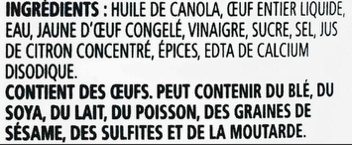 INGRÉDIENTS : HUILE DE CANOLA, ŒUF ENTIER LIQUIDE,
EAU, JAUNE D'ŒUF CONGELÉ, VINAIGRE, SUCRE, SEL, JUS
DE CITRON CONCENTRÉ, ÉPICES, EDTA DE CALCIUM
DISODIQUE.
CONTIENT DES ŒUFS. PEUT CONTENIR DU BLÉ, DU
SOYA, DU LAIT, DU POISSON, DES GRAINES DE
SÉSAME, DES SULFITES ET DE LA MOUTARDE.